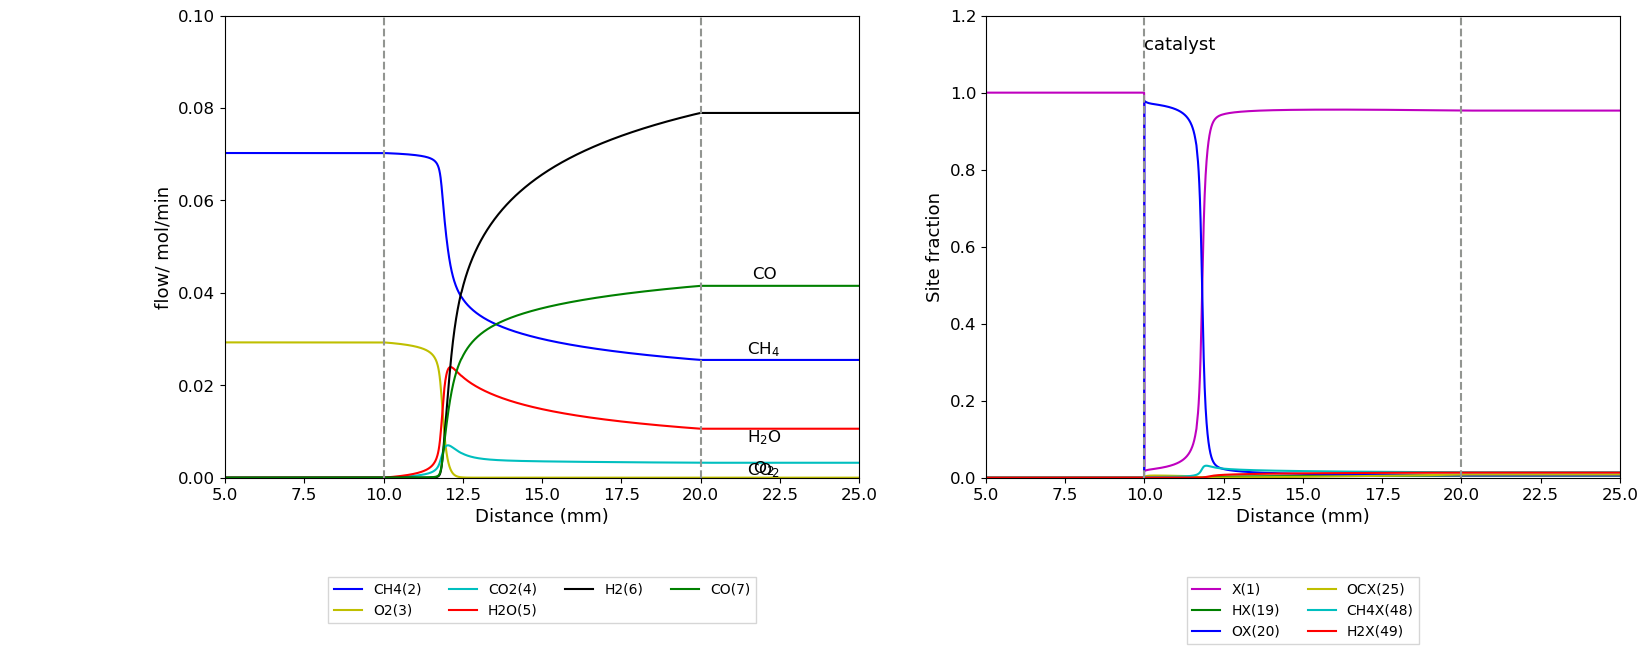 0.10
0.08
0.06
0.04
0.02
0.00
flow/ mol/min
CO
CH₄
H₂O
O₂
CO₂
5.0 7.5 10.0 12.5 15.0 17.5 20.0 22.5 25.0
Distance (mm)
CH4(2) CO2(4) H2(6) CO(7)
O2(3) H2O(5)
1.2
1.0
0.8
0.6
0.4
0.2
0.0
Site fraction
catalyst
5.0 7.5 10.0 12.5 15.0 17.5 20.0 22.5 25.0
Distance (mm)
X(1) OCX(25)
HX(19) CH4X(48)
OX(20) H2X(49)